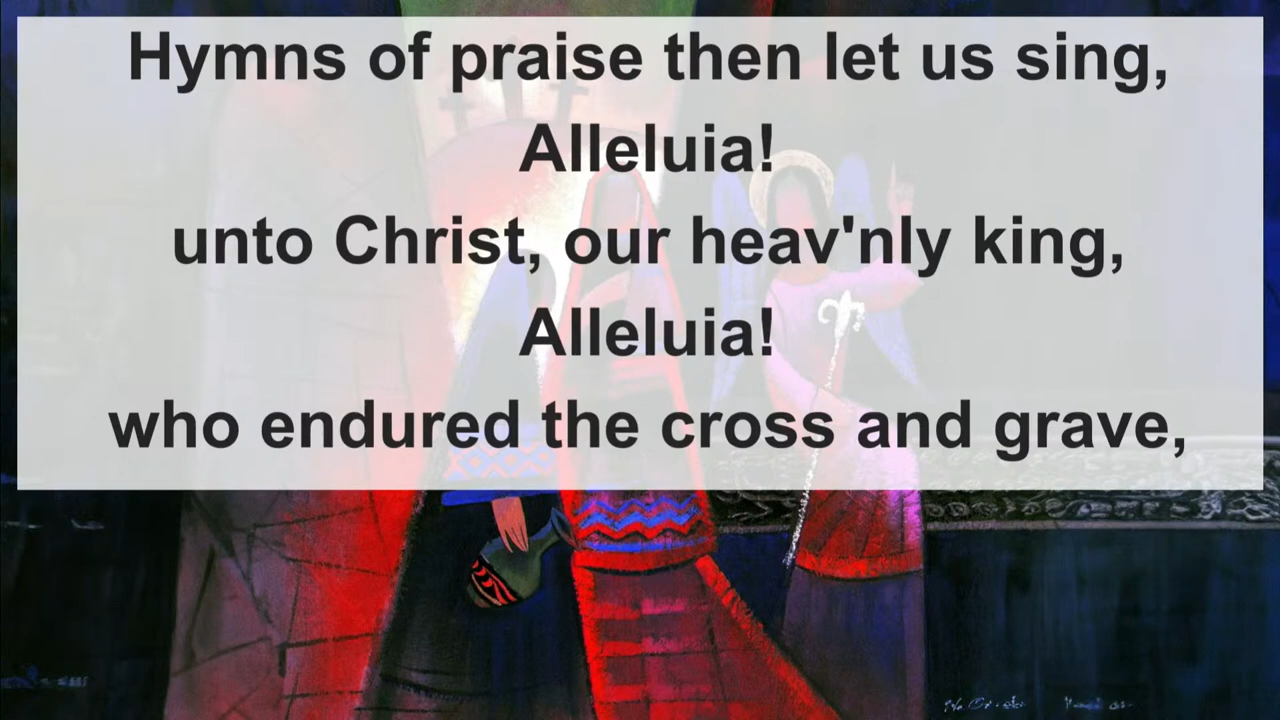 Hymns of praise then let us sing,
Alleluia!
unto Christ, our heav'nly king,
Alleluia!
who endured the cross and grave,